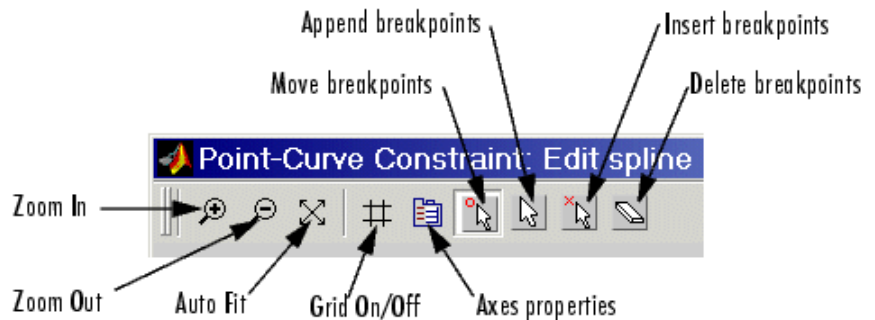 Append breakpoints
Insert breakpoints
Move breakpoints
Delete breakpoints
Point-Curve Constraint: Edit spline
Zoom In
Zoom Out
Auto Fit
Grid On/Off
Axes properties